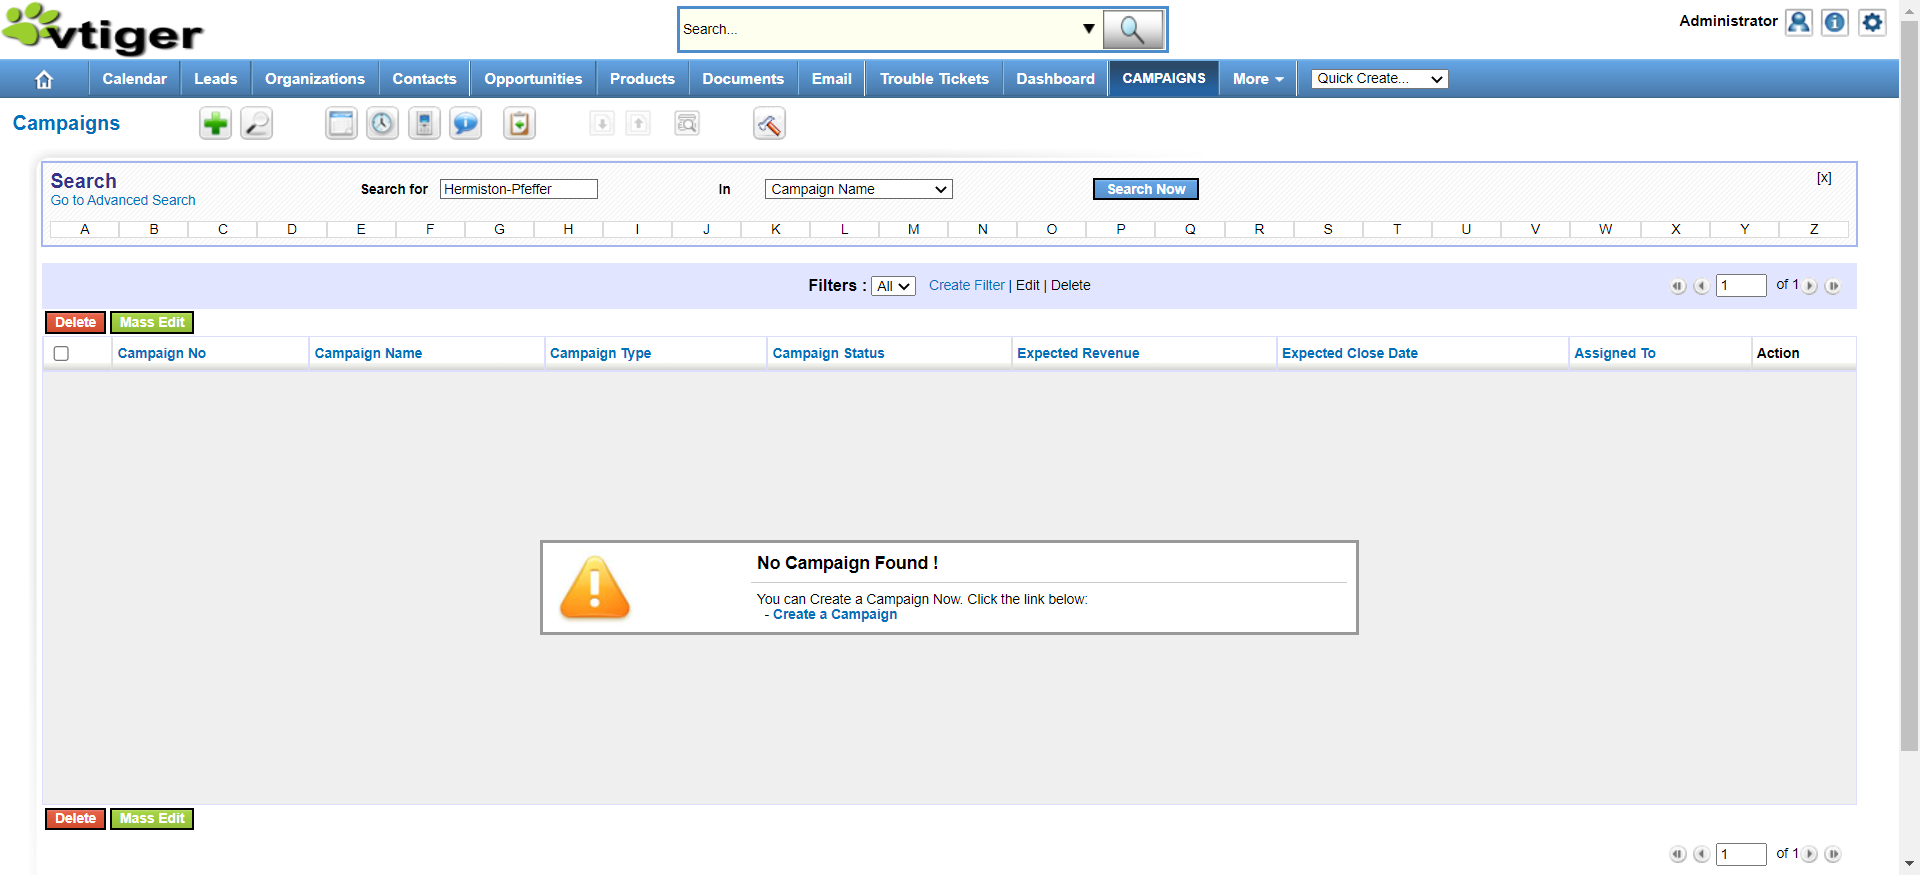 vtiger
Search...
Administrator
Calendar Leads Organizations Contacts Opportunities Products Documents Email Trouble Tickets Dashboard CAMPAIGNS More Quick Create...
Campaigns
Search
Go to Advanced Search
Search for Hermiston-Pfeffer In Campaign Name Search Now [x]
A B C D E F G H I J K L M N O P Q R S T U V W X Y Z
Filters : All Create Filter | Edit | Delete 1 of 1
Delete Mass Edit
Campaign No Campaign Name Campaign Type Campaign Status Expected Revenue Expected Close Date Assigned To Action
No Campaign Found !
You can Create a Campaign Now. Click the link below:
- Create a Campaign
Delete Mass Edit
1 of 1